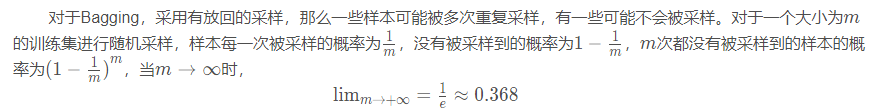 对于Bagging，采用有放回的采样，那么一些样本可能被多次重复采样，有一些可能不会被采样。对于一个大小为$m$
的训练集进行随机采样，样本每一次被采样的概率为$\frac{1}{m}$，没有被采样到的概率为$1-\frac{1}{m}$，$m$次都没有被采样到的样本的概
率为$(1-\frac{1}{m})^m$，当$m \to \infty$时，
$\lim_{m \to +\infty} = \frac{1}{e} \approx 0.368$